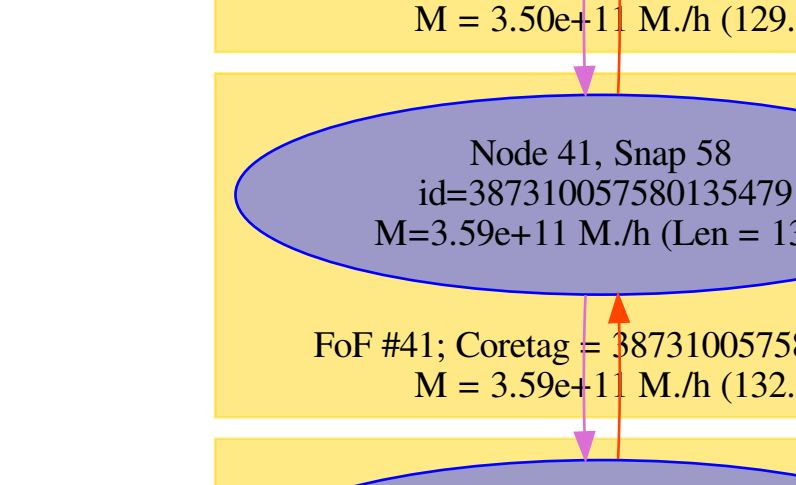 M = 3.50e+11 M./h (129.
Node 41, Snap 58
id=387310057580135479
M=3.59e+11 M./h (Len = 13
FoF #41; Coretag = 38731005758
M = 3.59e+11 M./h (132.